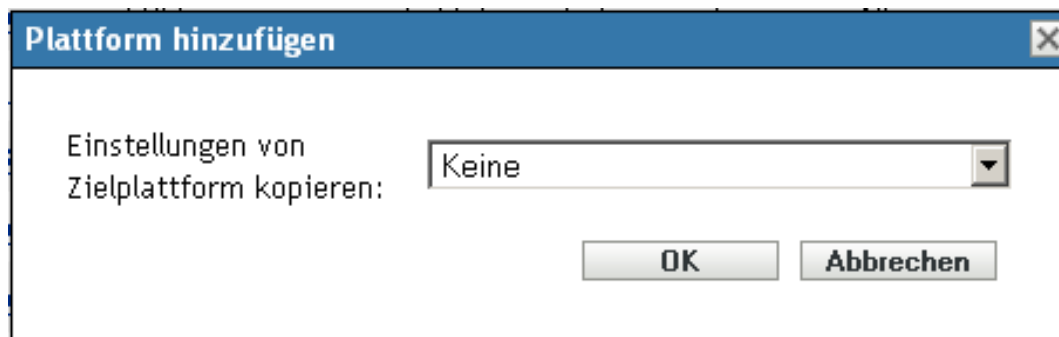 Plattform hinzufügen
Einstellungen von
Zielplattform kopieren:
Keine
OK
Abbrechen